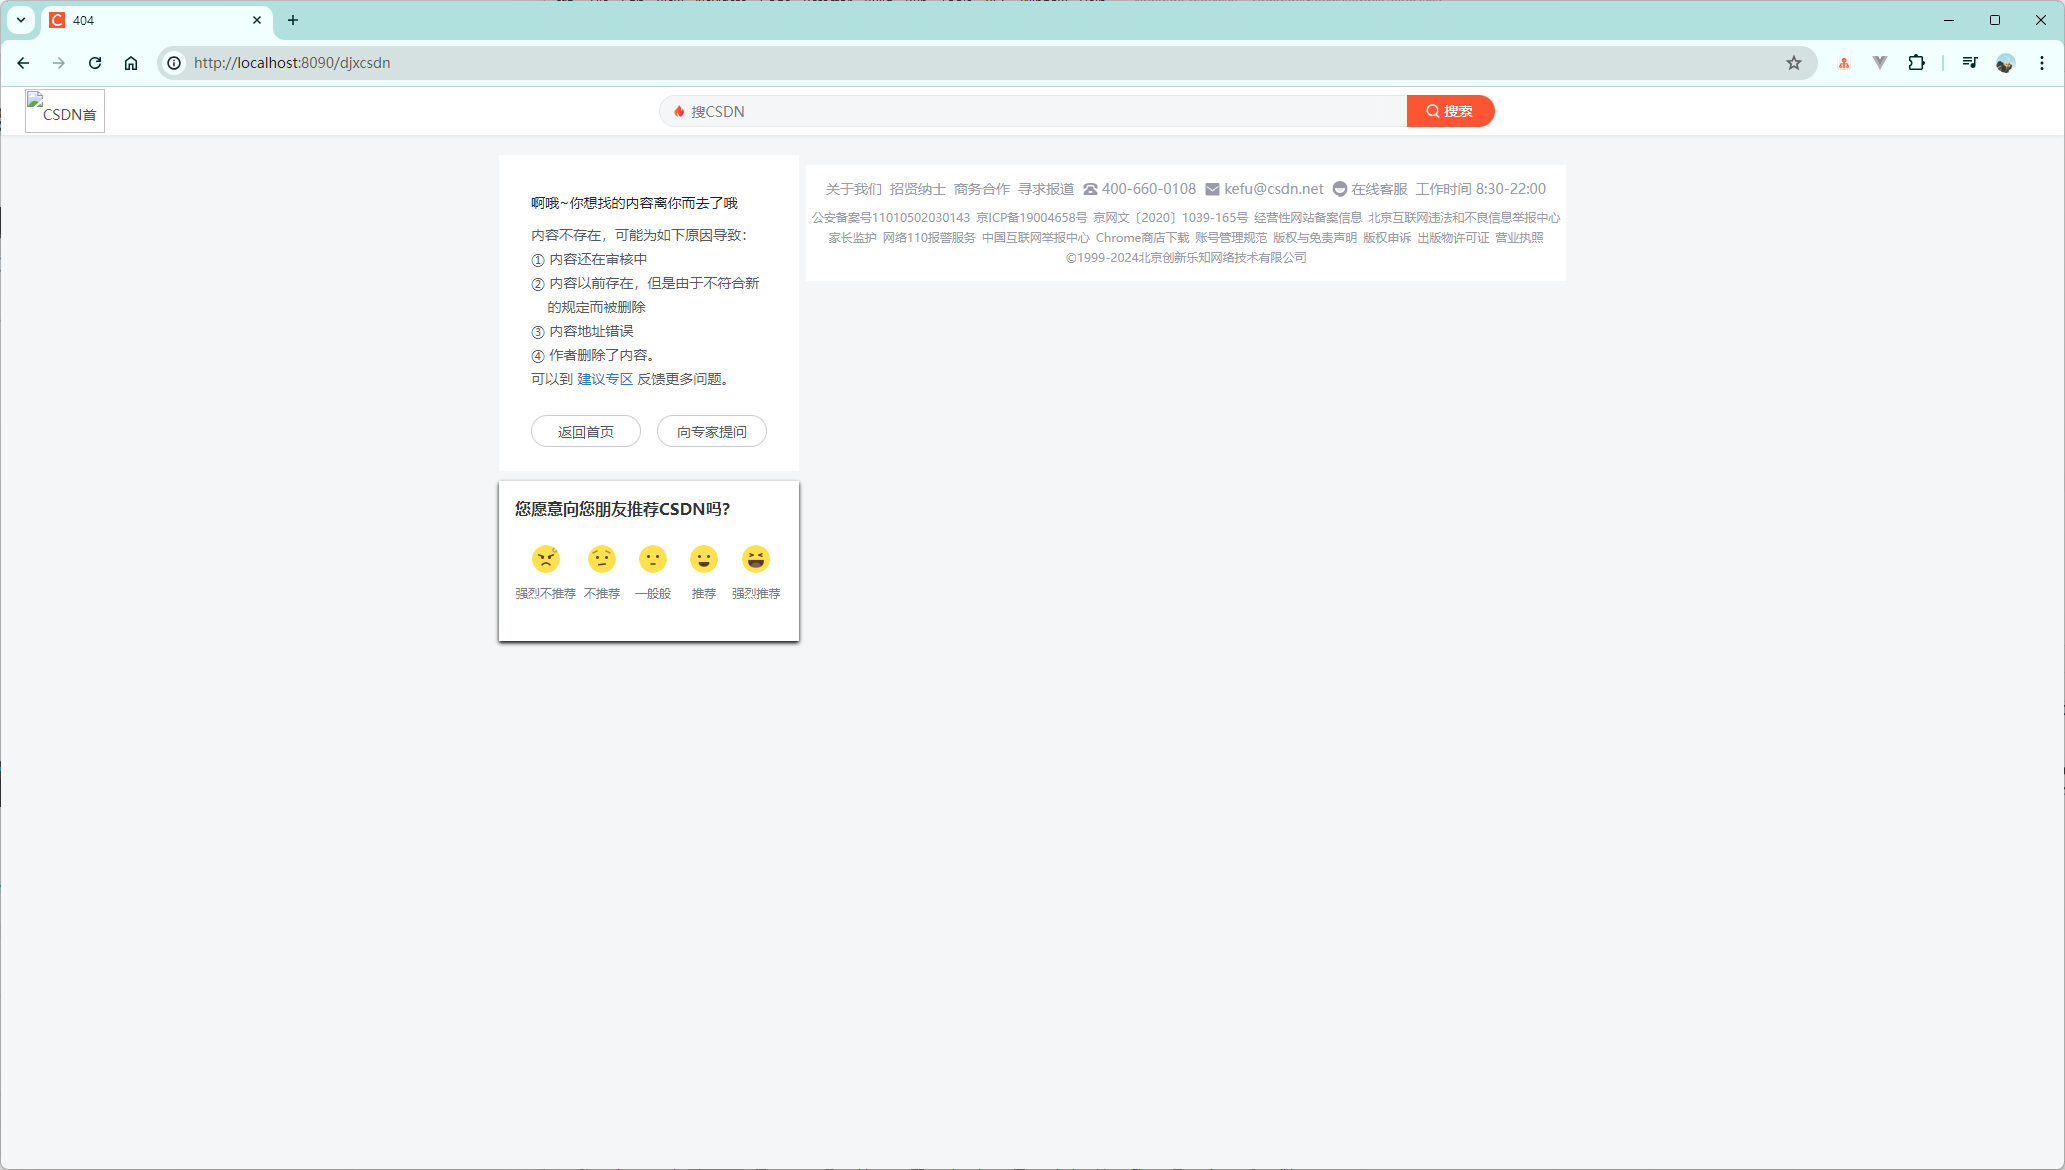 404
http://localhost:8090/djxcsdn
CSDN首
搜CSDN
搜索
啊哦~你想找的内容离你而去了哦
内容不存在，可能为如下原因导致：
① 内容还在审核中
② 内容以前存在，但是由于不符合新
的规定而被删除
③ 内容地址错误
④ 作者删除了内容。
可以到 建议专区 反馈更多问题。
返回首页 向专家提问
您愿意向您朋友推荐CSDN吗？
强烈不推荐 不推荐 一般般 推荐 强烈推荐
关于我们 招贤纳士 商务合作 寻求报道 400-660-0108 kefu@csdn.net 在线客服 工作时间 8:30-22:00
公安备案号11010502030143 京ICP备19004658号 京网文〔2020〕1039-165号 经营性网站备案信息 北京互联网违法和不良信息举报中心
家长监护 网络110报警服务 中国互联网举报中心 Chrome商店下载 账号管理规范 版权与免责声明 版权申诉 出版物许可证 营业执照
©1999-2024北京创新乐知网络技术有限公司